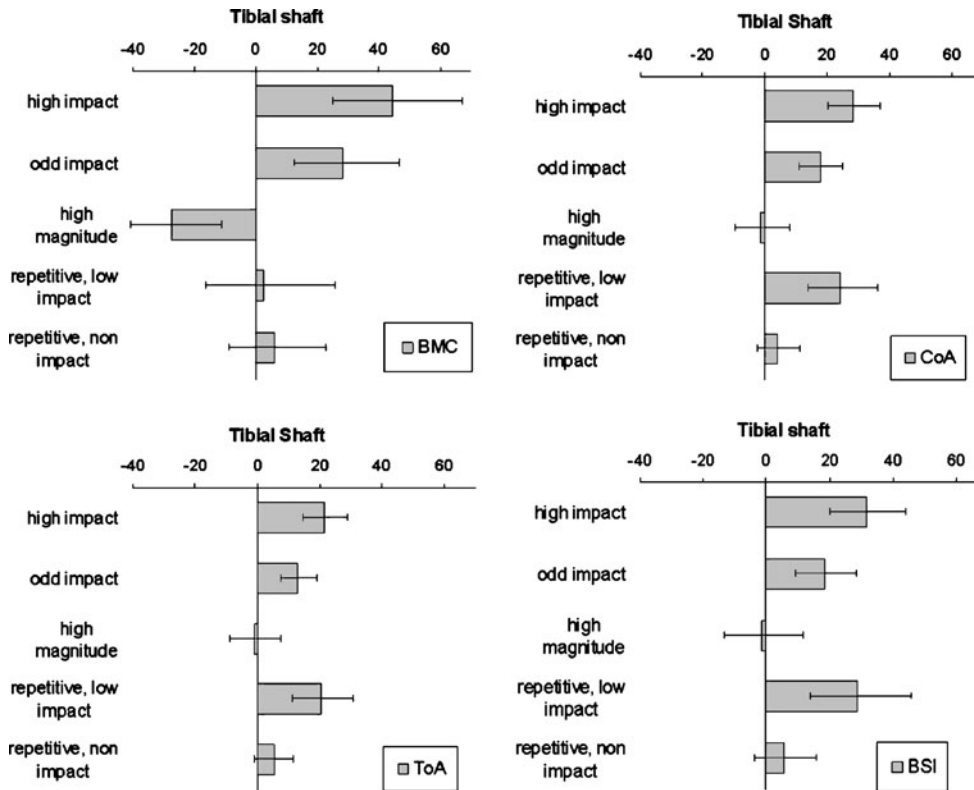 Tibial shaft
-40 -20 0 20 40 60
high impact
odd impact
high
magnitude
repetitive, low
impact
repetitive, non
impact
BMC
Tibial Shaft
-40 -20 0 20 40 60
high impact
odd impact
high
magnitude
repetitive, low
impact
repetitive, non
impact
CoA
Tibial Shaft
-40 -20 0 20 40 60
high impact
odd impact
high
magnitude
repetitive, low
impact
repetitive, non
impact
ToA
Tibial shaft
-40 -20 0 20 40 60
high impact
odd impact
high
magnitude
repetitive, low
impact
repetitive, non
impact
BSI